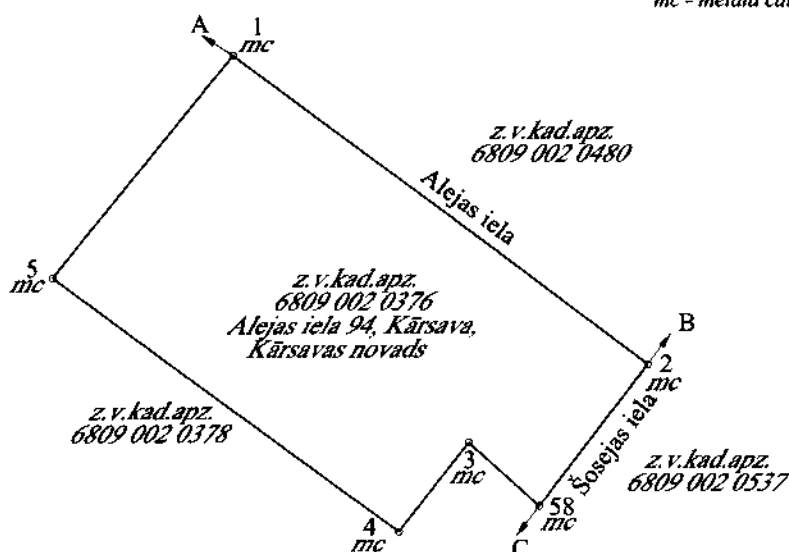 mc - metāla
A
1
mc
z.v.kad.apz.
6809 002 0480
Alejas iela
5
mc
z.v.kad.apz.
6809 002 0376
Alejas iela 94, Kārsava,
Kārsavas novads
B
2
mc
z.v.kad.apz.
6809 002 0378
Šosejas iela
3
mc
z.v.kad.apz.
6809 002 0537
58
mc
4
mc
C